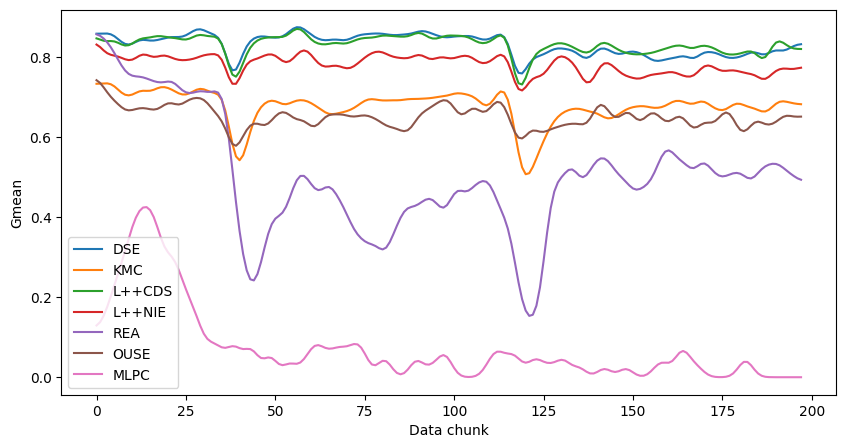 Gmean
0.8
0.6
0.4
0.2
0.0
DSE
KMC
L++CDS
L++NIE
REA
OUSE
MLPC
0 25 50 75 100 125 150 175 200
Data chunk